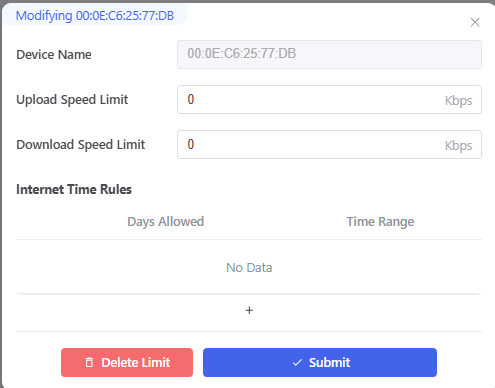 Modifying 00:0E:C6:25:77:DB
Device Name 00:0E:C6:25:77:DB
Upload Speed Limit 0 Kbps
Download Speed Limit 0 Kbps
Internet Time Rules
Days Allowed Time Range
No Data
+
Delete Limit Submit